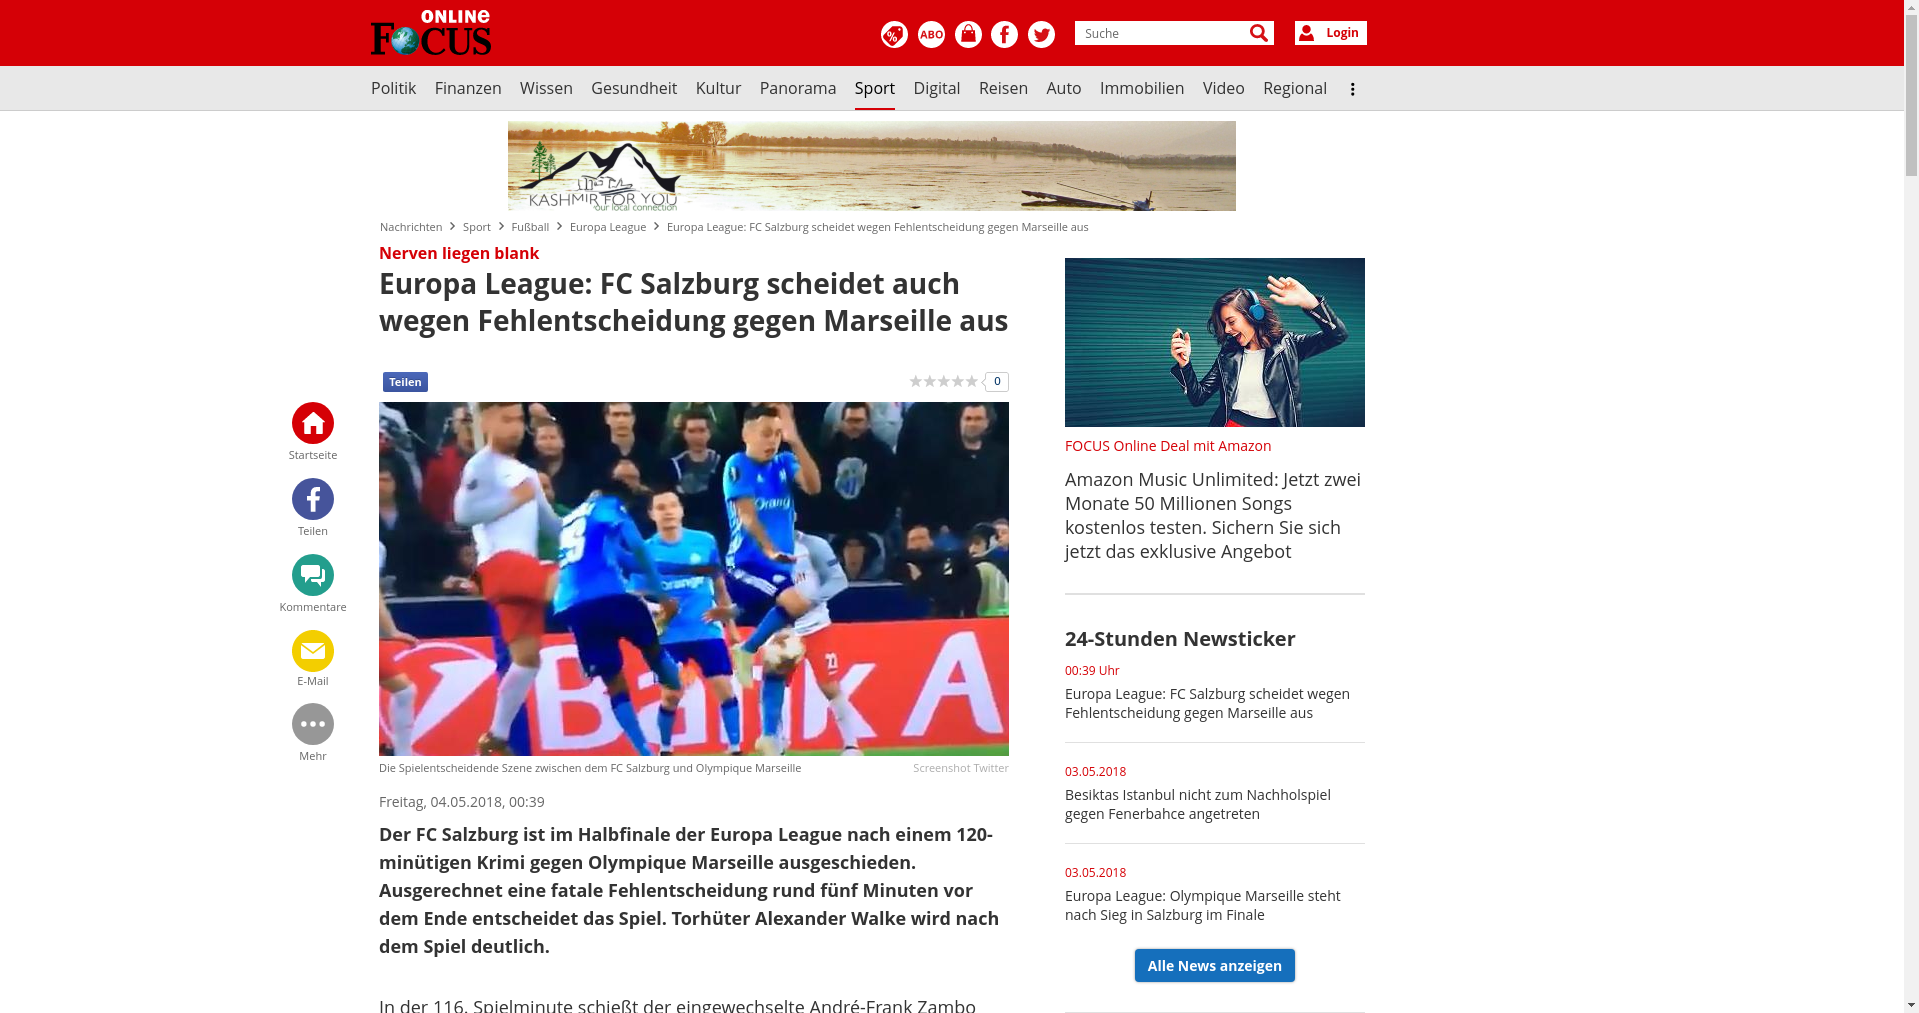 ONLINE
FOCUS
%
ABO
Suche
Login
Politik Finanzen Wissen Gesundheit Kultur Panorama Sport Digital Reisen Auto Immobilien Video Regional
KASHMIR FOR YOU
our local connection
Nachrichten > Sport > Fußball > Europa League > Europa League: FC Salzburg scheidet wegen Fehlentscheidung gegen Marseille aus
Nerven liegen blank
Europa League: FC Salzburg scheidet auch
wegen Fehlentscheidung gegen Marseille aus
Teilen
0
Startseite
Teilen
Kommentare
E-Mail
Mehr
Orang
Bank A
Die Spielentscheidende Szene zwischen dem FC Salzburg und Olympique Marseille
Screenshot Twitter
Freitag, 04.05.2018, 00:39
Der FC Salzburg ist im Halbfinale der Europa League nach einem 120-
minütigen Krimi gegen Olympique Marseille ausgeschieden.
Ausgerechnet eine fatale Fehlentscheidung rund fünf Minuten vor
dem Ende entscheidet das Spiel. Torhüter Alexander Walke wird nach
dem Spiel deutlich.
In der 116. Spielminute schießt der eingewechselte André-Frank Zambo
FOCUS Online Deal mit Amazon
Amazon Music Unlimited: Jetzt zwei
Monate 50 Millionen Songs
kostenlos testen. Sichern Sie sich
jetzt das exklusive Angebot
24-Stunden Newsticker
00:39 Uhr
Europa League: FC Salzburg scheidet wegen
Fehlentscheidung gegen Marseille aus
03.05.2018
Besiktas Istanbul nicht zum Nachholspiel
gegen Fenerbahce angetreten
03.05.2018
Europa League: Olympique Marseille steht
nach Sieg in Salzburg im Finale
Alle News anzeigen